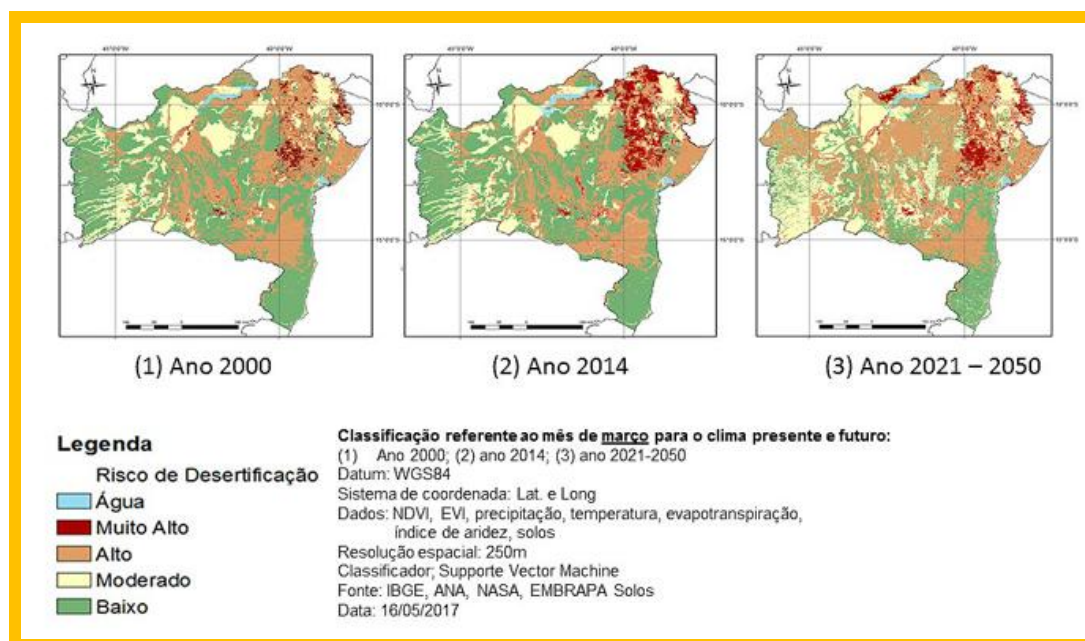 (1) Ano 2000
(2) Ano 2014
(3) Ano 2021 – 2050
Legenda
Risco de Desertificação
Água
Muito Alto
Alto
Moderado
Baixo
Classificação referente ao mês de março para o clima presente e futuro:
(1) Ano 2000; (2) ano 2014; (3) ano 2021-2050
Datum: WGS84
Sistema de coordenada: Lat. e Long
Dados: NDVI, EVI, precipitação, temperatura, evapotranspiração,
índice de aridez, solos
Resolução espacial: 250m
Classificador; Supporte Vector Machine
Fonte: IBGE, ANA, NASA, EMBRAPA Solos
Data: 16/05/2017